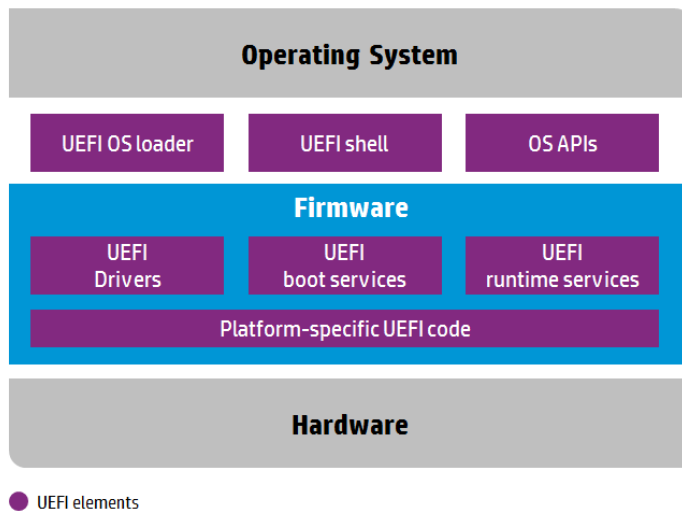 Operating System
UEFI OS loader
UEFI shell
OS APIs
Firmware
UEFI
Drivers
UEFI
boot services
UEFI
runtime services
Platform-specific UEFI code
Hardware
UEFI elements